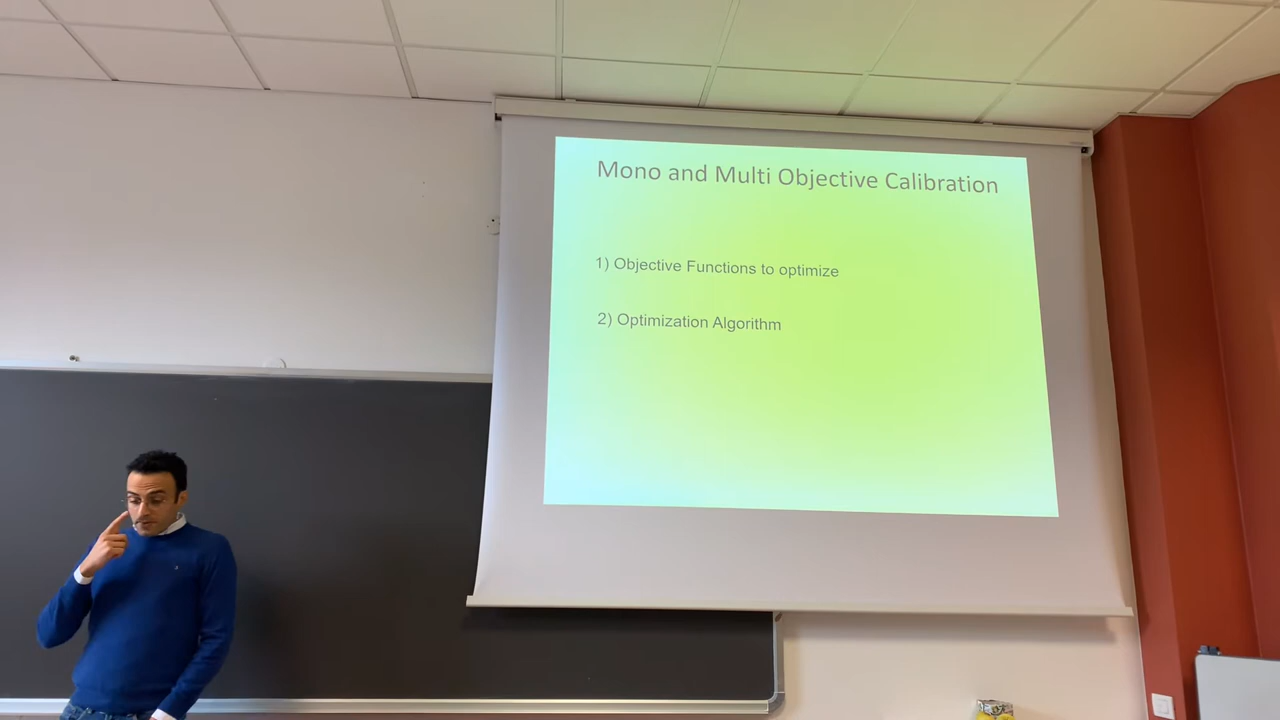 Mono and Multi Objective Calibration
1) Objective Functions to optimize
2) Optimization Algorithm